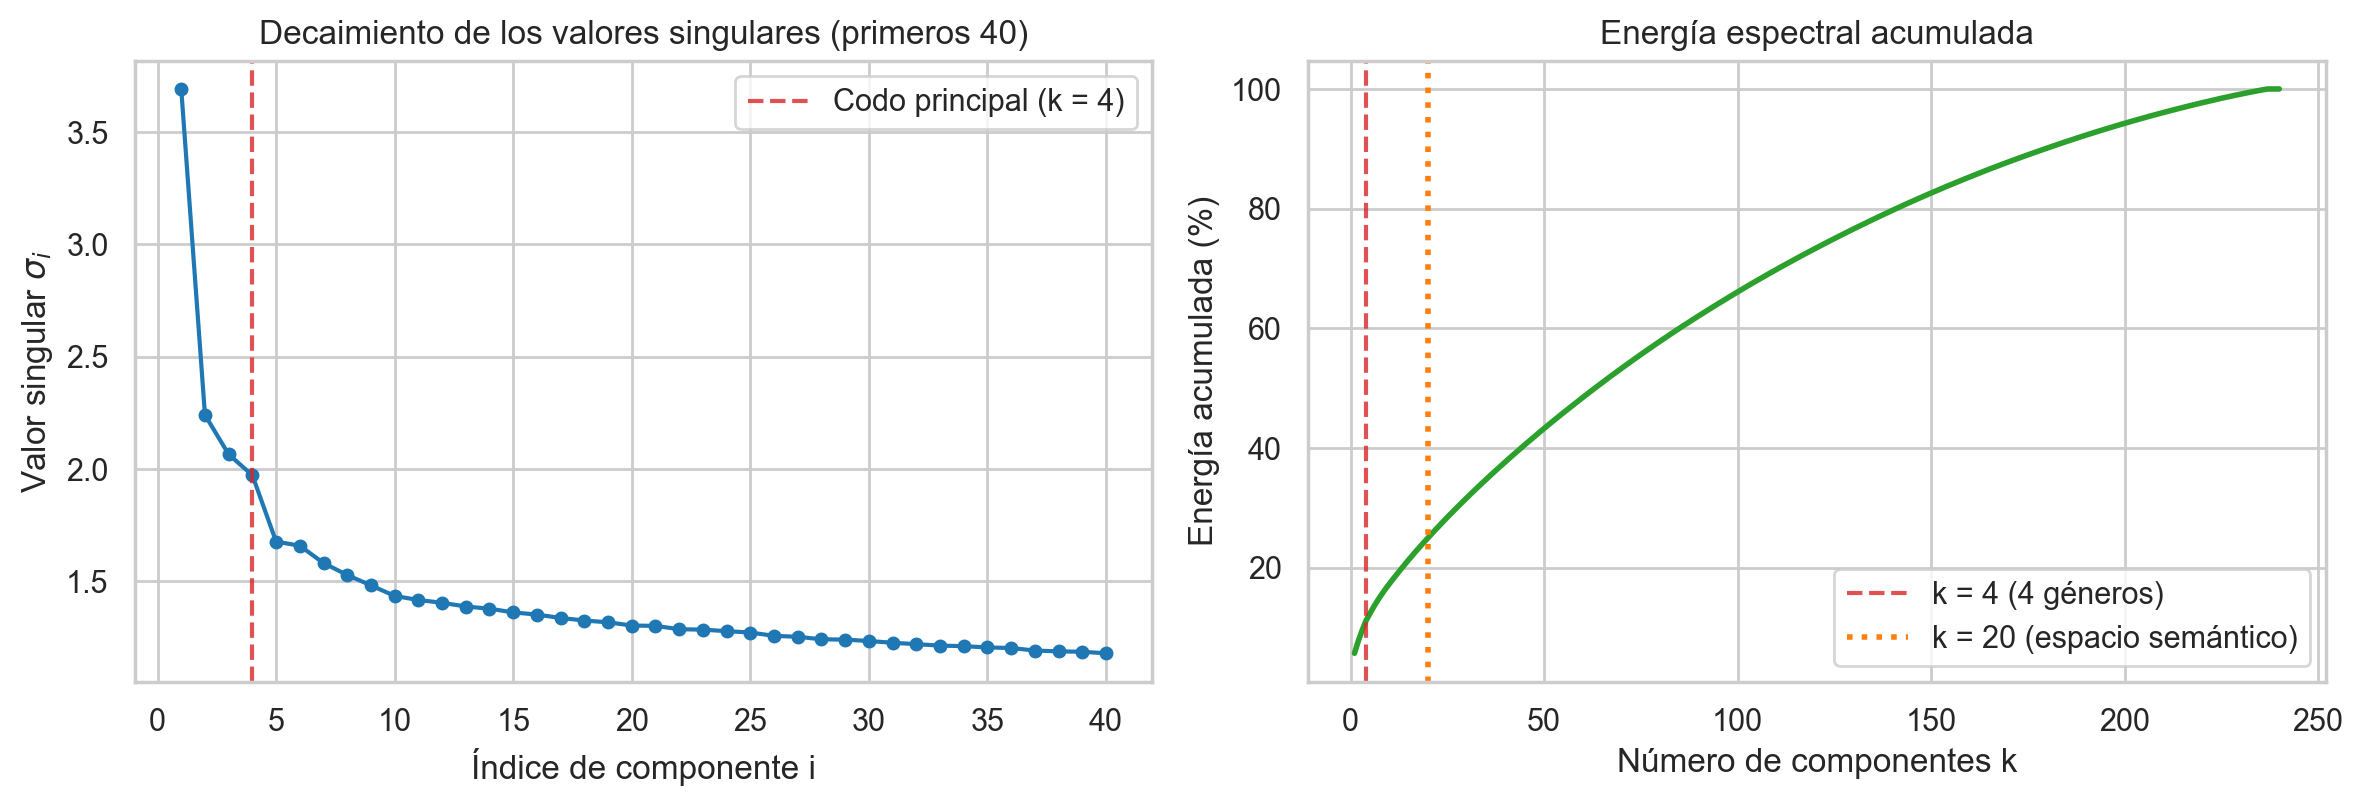 Decaimiento de los valores singulares (primeros 40)
Codo principal (k = 4)
Valor singular σᵢ
3.5
3.0
2.5
2.0
1.5
0 5 10 15 20 25 30 35 40
Índice de componente i
Energía espectral acumulada
Energía acumulada (%)
100
80
60
40
20
k = 4 (4 géneros)
k = 20 (espacio semántico)
0 50 100 150 200 250
Número de componentes k